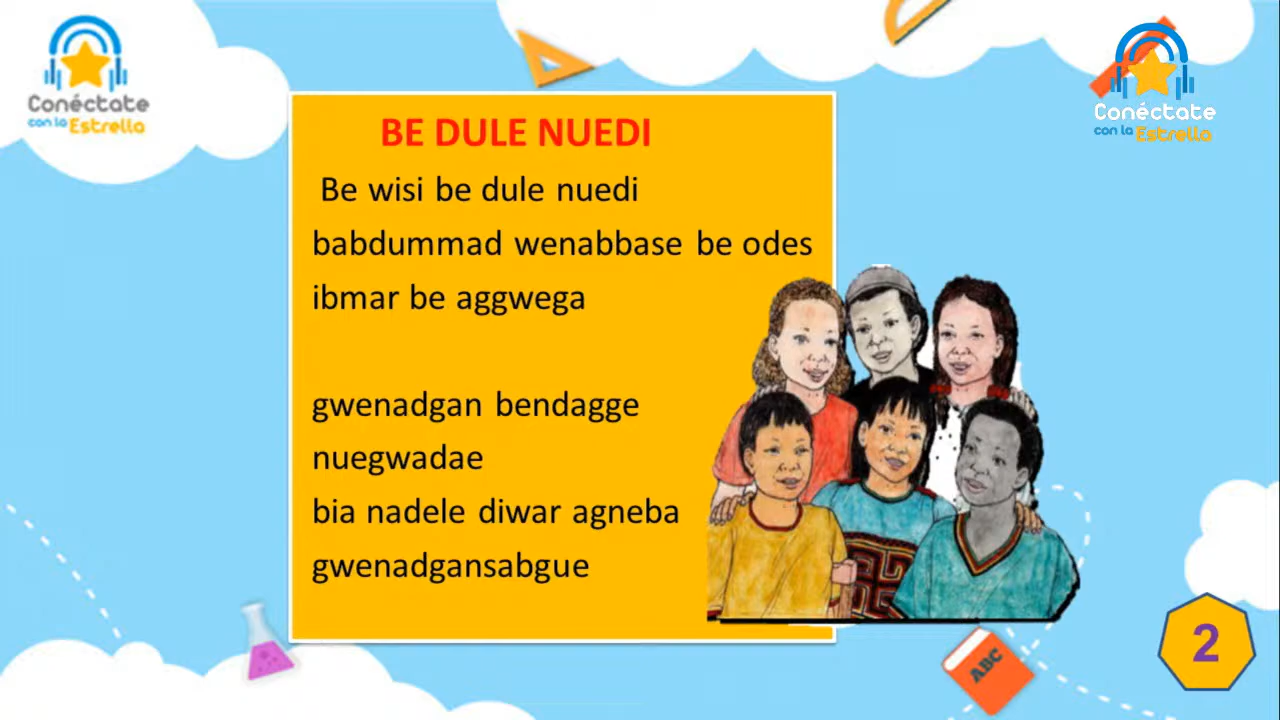 Conéctate
con la Estrella
Conéctate
con la Estrella
BE DULE NUEDI
Be wisi be dule nuedi
babdummad wenabbase be odes
ibmar be aggwega
gwenadgan bendagge
nuegwadae
bia nadele diwar agneba
gwenadgansabgue
ABC
2